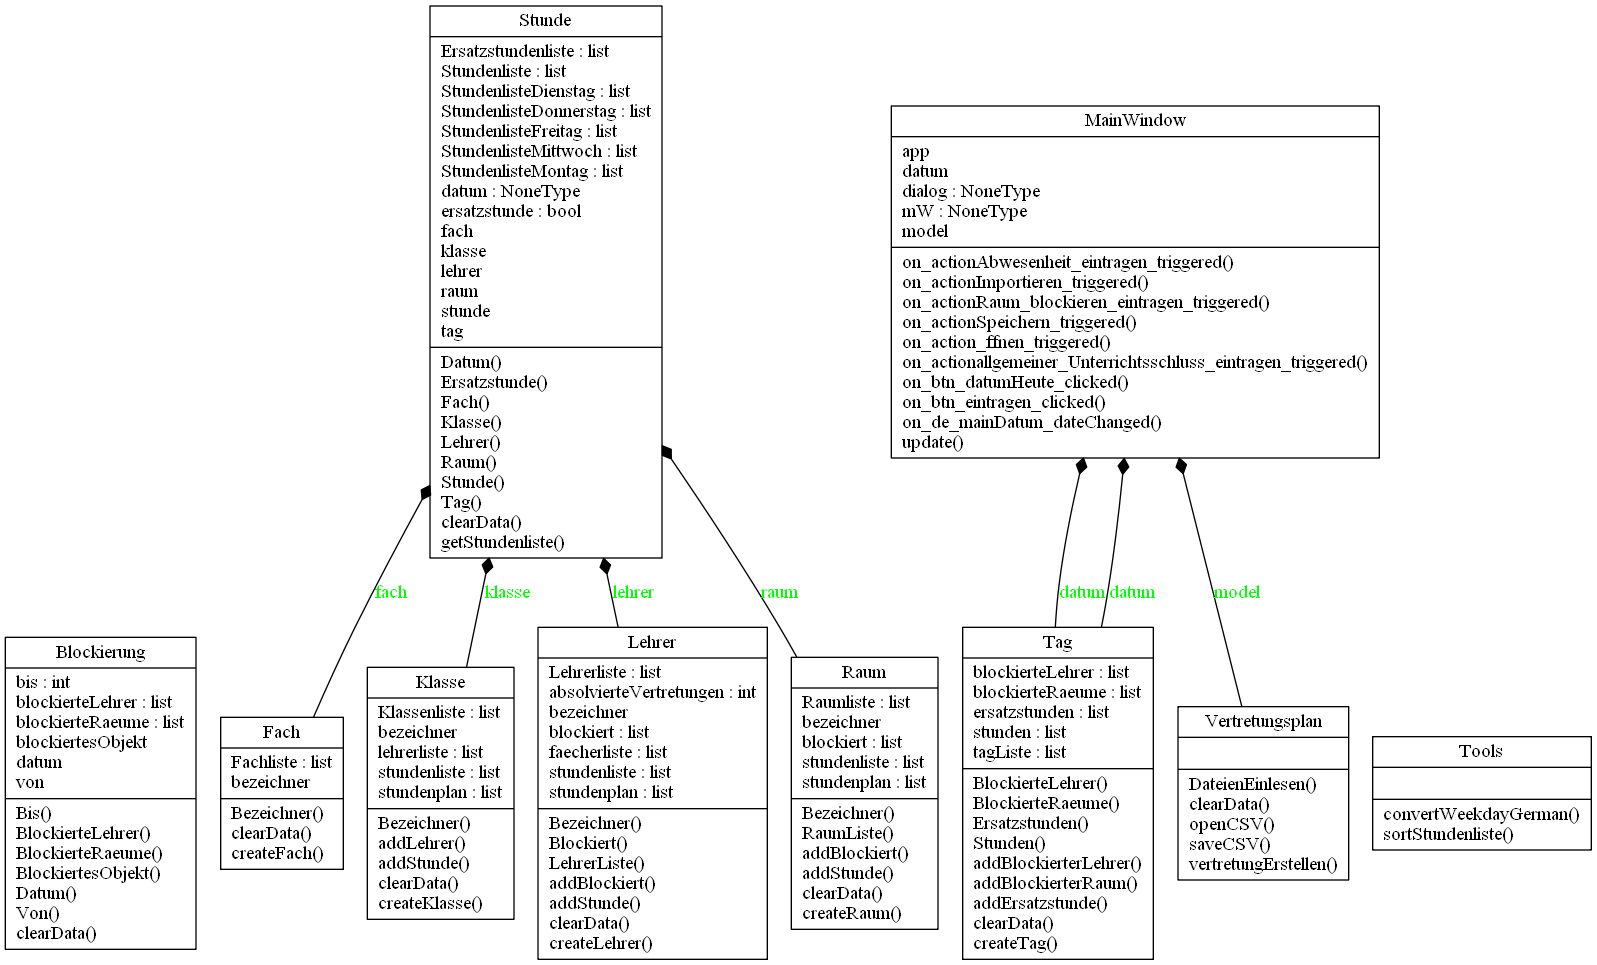 Stunde
Ersatzstundenliste : list
Stundenliste : list
StundenlisteDienstag : list
StundenlisteDonnerstag : list
StundenlisteFreitag : list
StundenlisteMittwoch : list
StundenlisteMontag : list
datum : NoneType
ersatzstunde : bool
fach
klasse
lehrer
raum
stunde
tag
Datum()
Ersatzstunde()
Fach()
Klasse()
Lehrer()
Raum()
Stunde()
Tag()
clearData()
getStundenliste()
MainWindow
app
datum
dialog : NoneType
mW : NoneType
model
on_actionAbwesenheit_eintragen_triggered()
on_actionImportieren_triggered()
on_actionRaum_blockieren_eintragen_triggered()
on_actionSpeichern_triggered()
on_action_ffnen_triggered()
on_actionallgemeiner_Unterrichtsschluss_eintragen_triggered()
on_btn_datumHeute_clicked()
on_btn_eintragen_clicked()
on_de_mainDatum_dateChanged()
update()
fach
klasse
lehrer
raum
datum
datum
model
Blockierung
bis : int
blockierteLehrer : list
blockierteRaeume : list
blockiertesObjekt
datum
von
Bis()
BlockierteLehrer()
BlockierteRaeume()
BlockiertesObjekt()
Datum()
Von()
clearData()
Fach
Fachliste : list
bezeichner
Bezeichner()
clearData()
createFach()
Klasse
Klassenliste : list
bezeichner
lehrerliste : list
stundenliste : list
stundenplan : list
Bezeichner()
addLehrer()
addStunde()
clearData()
createKlasse()
Lehrer
Lehrerliste : list
absolvierteVertretungen : int
bezeichner
blockiert : list
faecherliste : list
stundenliste : list
stundenplan : list
Bezeichner()
Blockiert()
LehrerListe()
addBlockiert()
addStunde()
clearData()
createLehrer()
Raum
Raumliste : list
bezeichner
blockiert : list
stundenliste : list
stundenplan : list
Bezeichner()
RaumListe()
addBlockiert()
addStunde()
clearData()
createRaum()
Tag
blockierteLehrer : list
blockierteRaeume : list
ersatzstunden : list
stunden : list
tagListe : list
BlockierteLehrer()
BlockierteRaeume()
Ersatzstunden()
Stunden()
addBlockierterLehrer()
addBlockierterRaum()
addErsatzstunde()
clearData()
createTag()
Vertretungsplan
DateienEinlesen()
clearData()
openCSV()
saveCSV()
vertretungErstellen()
Tools
convertWeekdayGerman()
sortStundenliste()